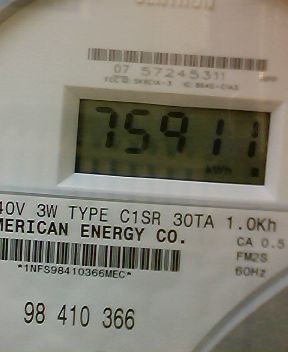 CENTRON
07 57245311
75911
kWh
40V 3W TYPE C1SR 30TA 1.0Kh
MERICAN ENERGY CO.
CA 0.5
FM2S
60Hz
*1NFS98410366MEC*
98 410 366